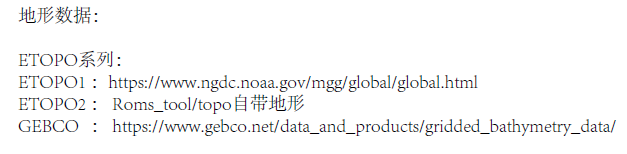 地形数据：
ETOPO系列：
ETOPO1 ：https://www.ngdc.noaa.gov/mgg/global/global.html
ETOPO2 ： Roms_tool/topo自带地形
GEBCO ： https://www.gebco.net/data_and_products/gridded_bathymetry_data/